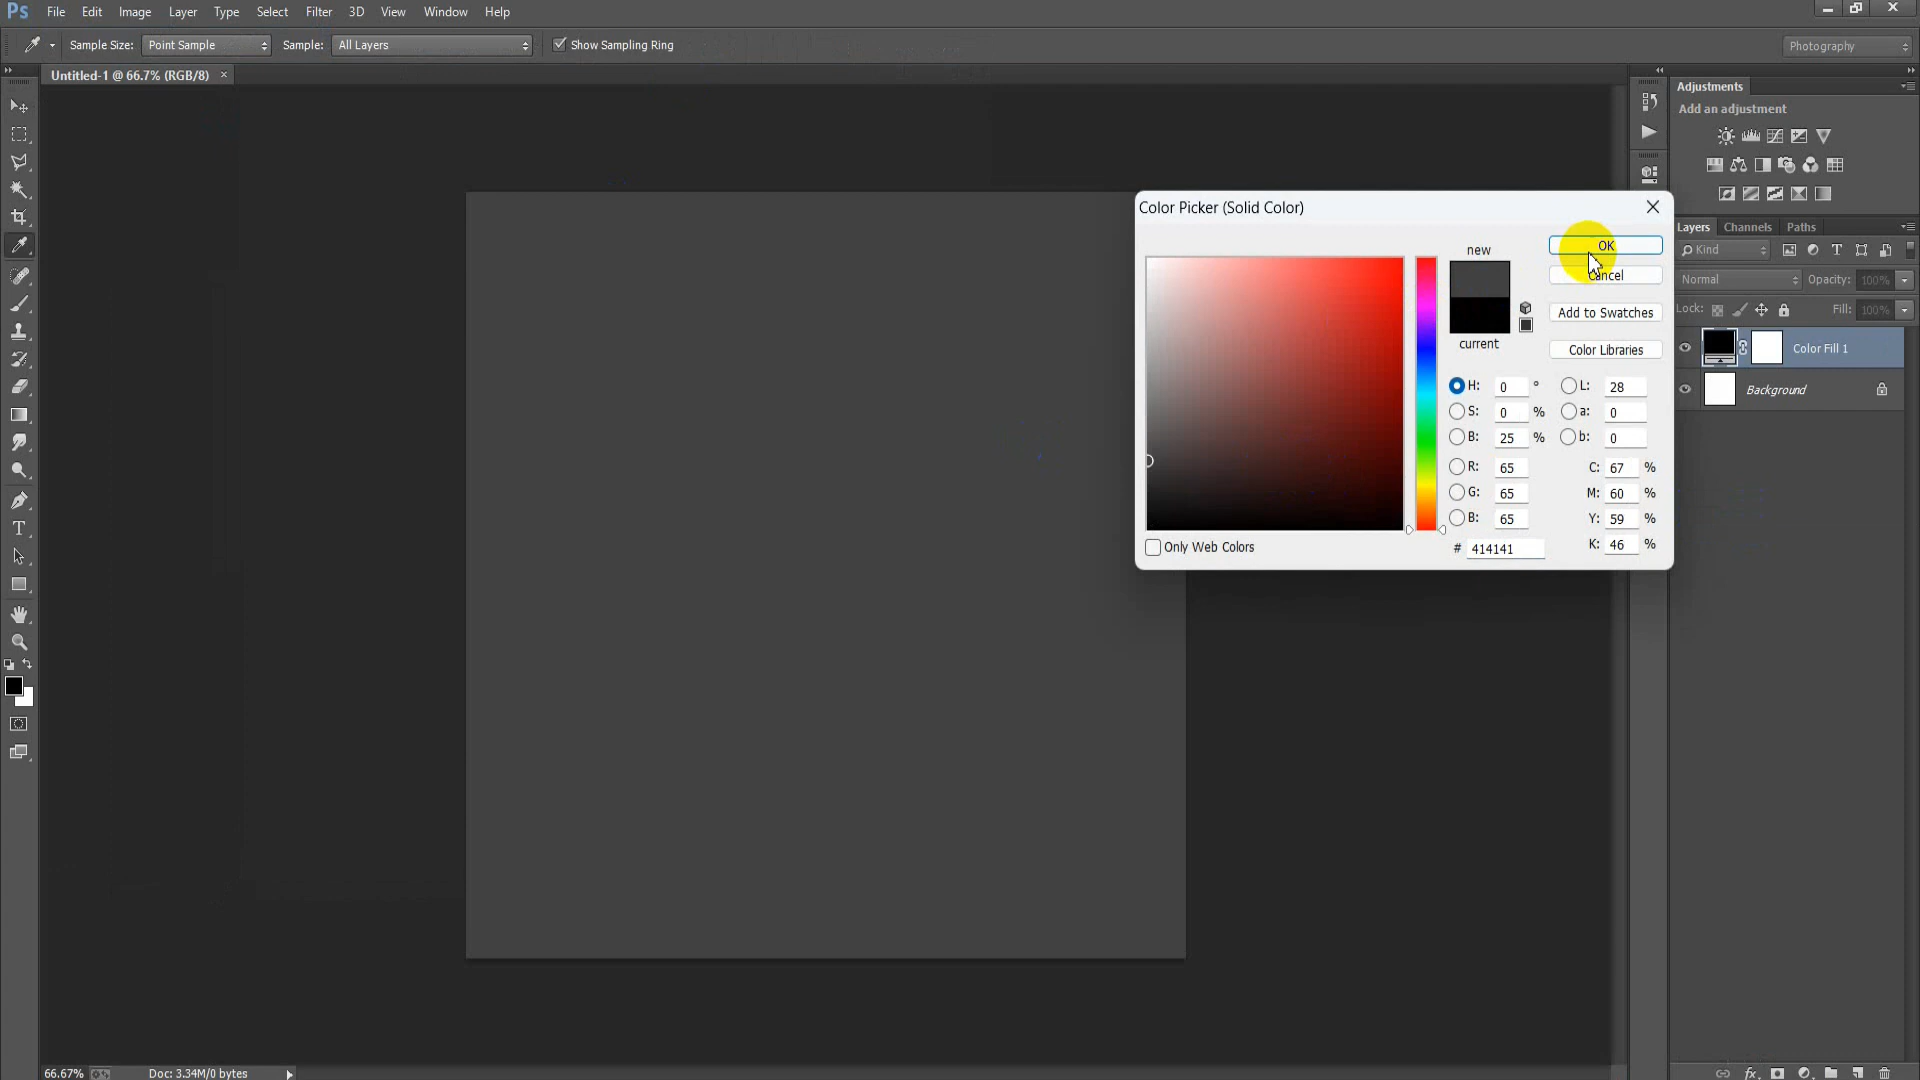 Ps File Edit Image Layer Type Select Filter 3D View Window Help
Sample Size: Point Sample Sample: All Layers Show Sampling Ring Photography
Untitled-1 @ 66.7% (RGB/8) ×
Adjustments
Add an adjustment
Color Picker (Solid Color)
new
current
OK
Cancel
Add to Swatches
Color Libraries
H: 0 ° L: 28
S: 0 % a: 0
B: 25 % b: 0
R: 65 C: 67 %
G: 65 M: 60 %
B: 65 Y: 59 %
# 414141 K: 46 %
Only Web Colors
Layers Channels Paths
Kind
Normal Opacity: 100%
Lock: Fill: 100%
Color Fill 1
Background
66.67% Doc: 3.34M/0 bytes